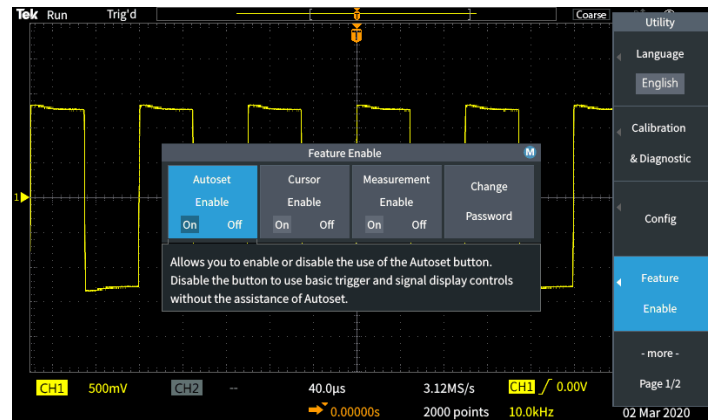 Tek Run Trig'd Coarse
Utility
Language
English
Calibration
& Diagnostic
Config
Feature
Enable
- more -
Page 1/2
Feature Enable M
Autoset Cursor Measurement Change
Enable Enable Enable Password
On Off On Off On Off
Allows you to enable or disable the use of the Autoset button.
Disable the button to use basic trigger and signal display controls
without the assistance of Autoset.
T
1
CH1 500mV CH2 -- 40.0μs 3.12MS/s CH1 0.00V
0.00000s 2000 points 10.0kHz 02 Mar 2020